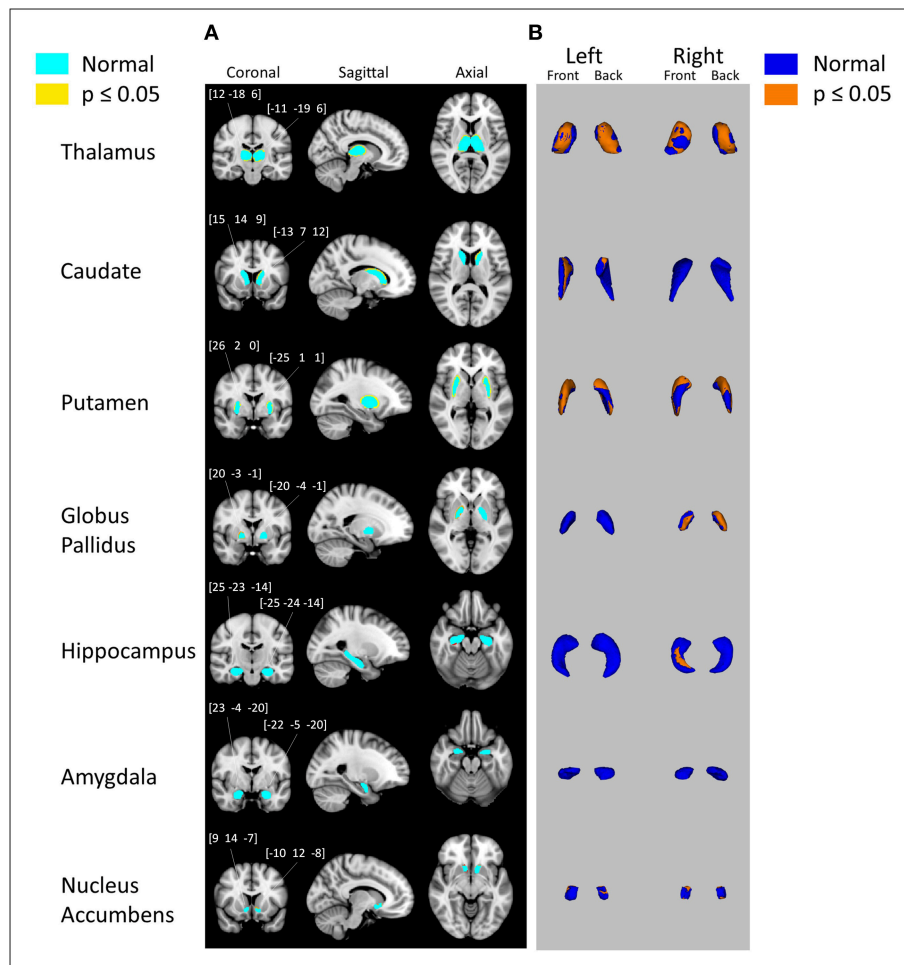 A
B
Normal
p ≤ 0.05
Coronal
Sagittal
Axial
Left
Right
Front
Back
Front
Back
Normal
p ≤ 0.05
Thalamus
[12 -18 6]
[-11 -19 6]
Caudate
[15 14 9]
[-13 7 12]
Putamen
[26 2 0]
[-25 1 1]
Globus
Pallidus
[20 -3 -1]
[-20 -4 -1]
Hippocampus
[25 -23 -14]
[-25 -24 -14]
Amygdala
[23 -4 -20]
[-22 -5 -20]
Nucleus
Accumbens
[9 14 -7]
[-10 12 -8]